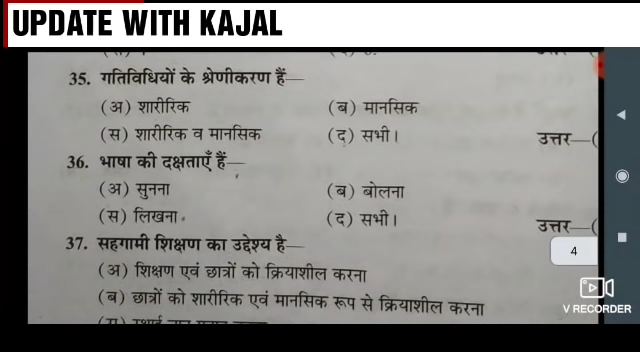 UPDATE WITH KAJAL
35. गतिविधियों के श्रेणीकरण हैं—
(अ) शारीरिक (ब) मानसिक
(स) शारीरिक व मानसिक (द) सभी। उत्तर—(
36. भाषा की दक्षताएँ हैं—
(अ) सुनना (ब) बोलना
(स) लिखना. (द) सभी। उत्तर—(
37. सहगामी शिक्षण का उद्देश्य है—
4
(अ) शिक्षण एवं छात्रों को क्रियाशील करना
(ब) छात्रों को शारीरिक एवं मानसिक रूप से क्रियाशील करना
V RECORDER